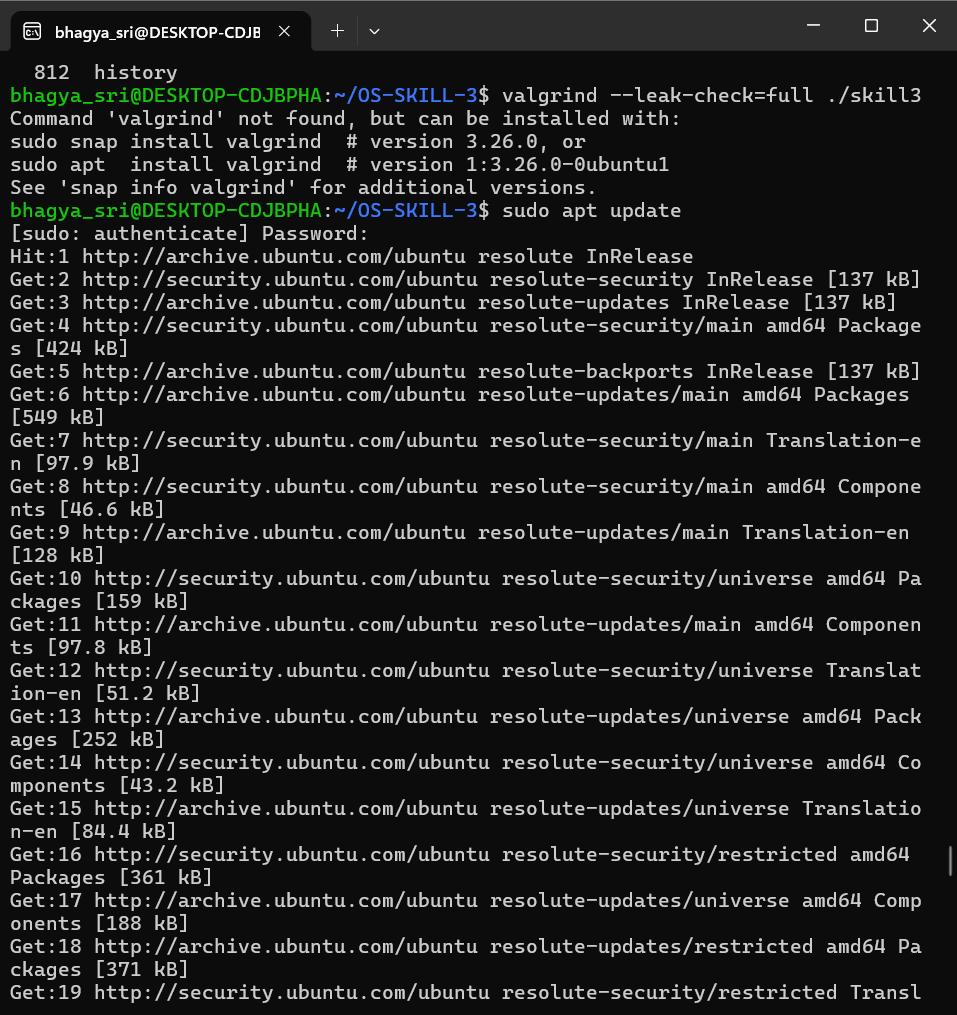 bhagya_sri@DESKTOP-CDJB
  812  history
bhagya_sri@DESKTOP-CDJBPHA:~/OS-SKILL-3$ valgrind --leak-check=full ./skill3
Command 'valgrind' not found, but can be installed with:
sudo snap install valgrind  # version 3.26.0, or
sudo apt  install valgrind  # version 1:3.26.0-0ubuntu1
See 'snap info valgrind' for additional versions.
bhagya_sri@DESKTOP-CDJBPHA:~/OS-SKILL-3$ sudo apt update
[sudo: authenticate] Password:
Hit:1 http://archive.ubuntu.com/ubuntu resolute InRelease
Get:2 http://security.ubuntu.com/ubuntu resolute-security InRelease [137 kB]
Get:3 http://archive.ubuntu.com/ubuntu resolute-updates InRelease [137 kB]
Get:4 http://security.ubuntu.com/ubuntu resolute-security/main amd64 Package
s [424 kB]
Get:5 http://archive.ubuntu.com/ubuntu resolute-backports InRelease [137 kB]
Get:6 http://archive.ubuntu.com/ubuntu resolute-updates/main amd64 Packages
[549 kB]
Get:7 http://security.ubuntu.com/ubuntu resolute-security/main Translation-e
n [97.9 kB]
Get:8 http://security.ubuntu.com/ubuntu resolute-security/main amd64 Compone
nts [46.6 kB]
Get:9 http://archive.ubuntu.com/ubuntu resolute-updates/main Translation-en
[128 kB]
Get:10 http://security.ubuntu.com/ubuntu resolute-security/universe amd64 Pa
ckages [159 kB]
Get:11 http://archive.ubuntu.com/ubuntu resolute-updates/main amd64 Componen
ts [97.8 kB]
Get:12 http://security.ubuntu.com/ubuntu resolute-security/universe Translat
ion-en [51.2 kB]
Get:13 http://archive.ubuntu.com/ubuntu resolute-updates/universe amd64 Pack
ages [252 kB]
Get:14 http://security.ubuntu.com/ubuntu resolute-security/universe amd64 Co
mponents [43.2 kB]
Get:15 http://archive.ubuntu.com/ubuntu resolute-updates/universe Translatio
n-en [84.4 kB]
Get:16 http://security.ubuntu.com/ubuntu resolute-security/restricted amd64
Packages [361 kB]
Get:17 http://archive.ubuntu.com/ubuntu resolute-updates/universe amd64 Comp
onents [188 kB]
Get:18 http://archive.ubuntu.com/ubuntu resolute-updates/restricted amd64 Pa
ckages [371 kB]
Get:19 http://security.ubuntu.com/ubuntu resolute-security/restricted Transl